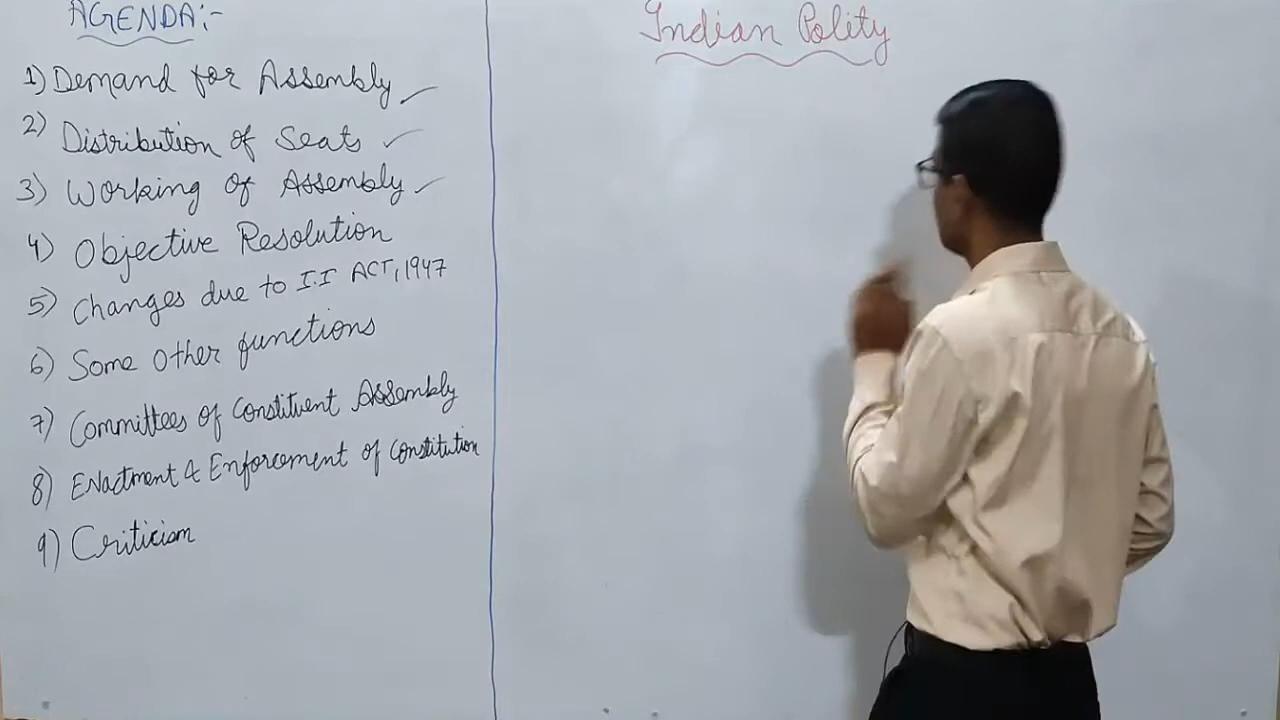 AGENDA:-
1) Demand for Assembly
2) Distribution of Seats
3) Working of Assembly
4) Objective Resolution
5) Changes due to I.I ACT, 1947
6) Some other functions
7) Committees of Constituent Assembly
8) Enactment & Enforcement of Constitution
9) Criticism
Indian Polity